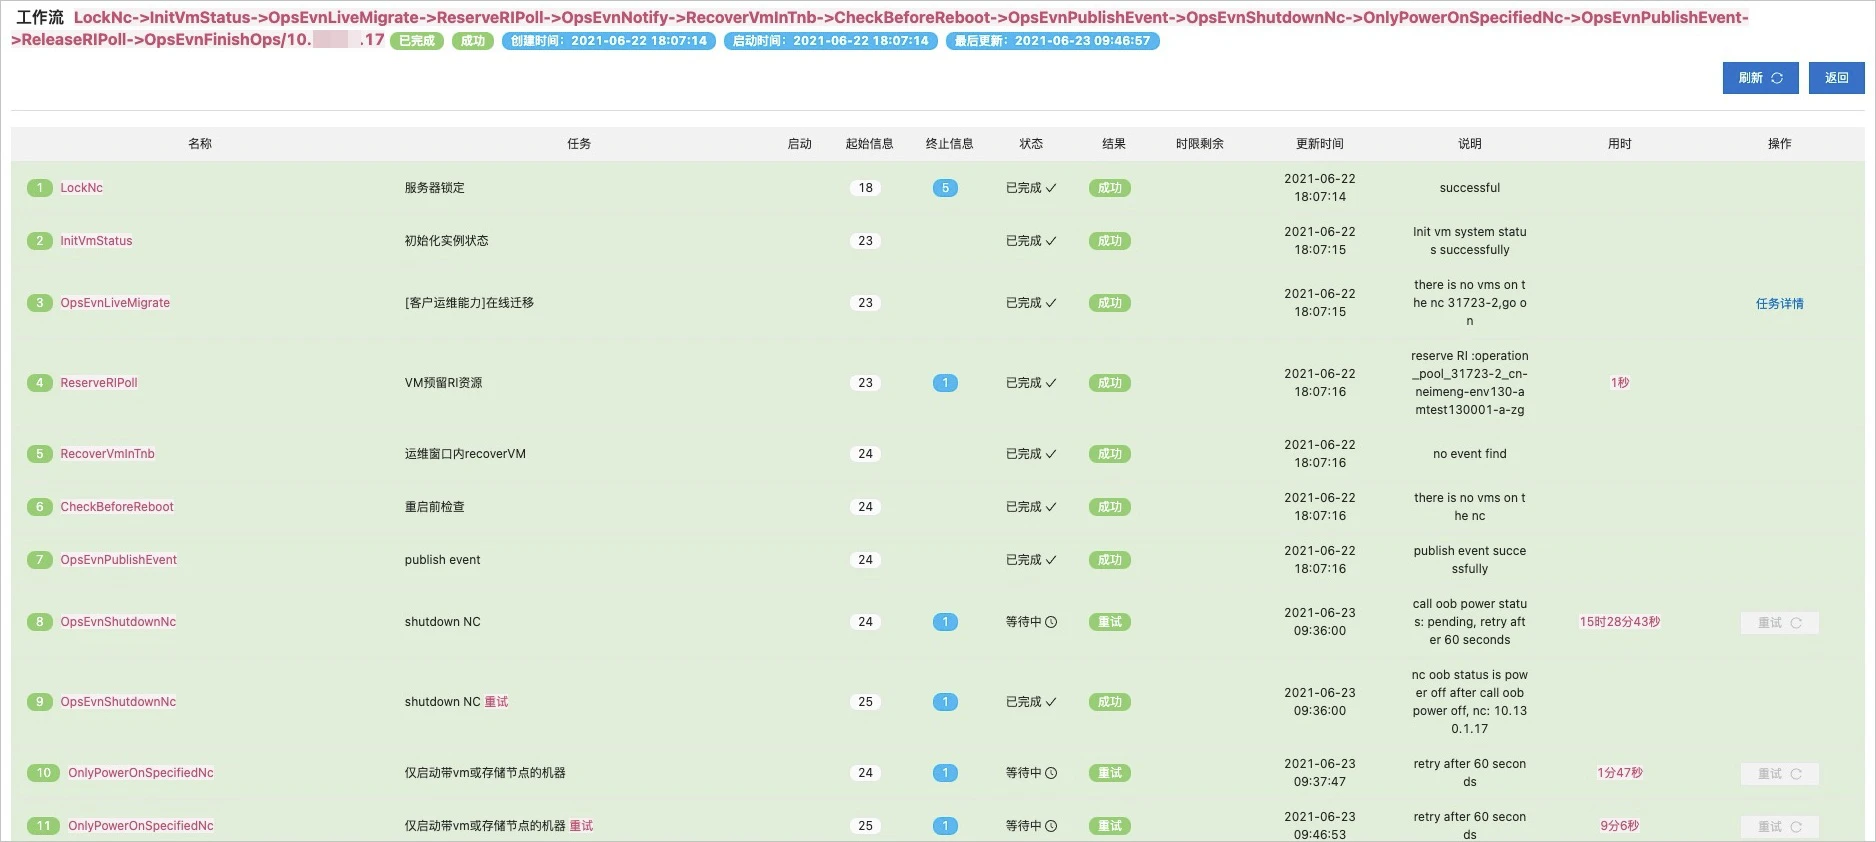 工作流 LockNc->InitVmStatus->OpsEvnLiveMigrate->ReserveRIPoll->OpsEvnNotify->RecoverVmInTnb->CheckBeforeReboot->OpsEvnPublishEvent->OpsEvnShutdownNc->OnlyPowerOnSpecifiedNc->OpsEvnPublishEvent-
>ReleaseRIPoll->OpsEvnFinishOps/10. .17 已完成 成功 创建时间：2021-06-22 18:07:14 启动时间：2021-06-22 18:07:14 最后更新：2021-06-23 09:46:57
刷新 返回
名称 任务 启动 起始信息 终止信息 状态 结果 时限剩余 更新时间 说明 用时 操作
1 LockNc 服务器锁定 18 5 已完成 ✓ 成功 2021-06-22 18:07:14 successful
2 InitVmStatus 初始化实例状态 23 已完成 ✓ 成功 2021-06-22 18:07:15 Init vm system statu
s successfully
3 OpsEvnLiveMigrate [客户运维能力]在线迁移 23 已完成 ✓ 成功 2021-06-22 18:07:15 there is no vms on t
he nc 31723-2,go o
n 任务详情
4 ReserveRIPoll VM预留RI资源 23 1 已完成 ✓ 成功 2021-06-22 18:07:16 reserve RI :operation
_pool_31723-2_cn-
neimeng-env130-a
mtest130001-a-zg 1秒
5 RecoverVmInTnb 运维窗口内recoverVM 24 已完成 ✓ 成功 2021-06-22 18:07:16 no event find
6 CheckBeforeReboot 重启前检查 24 已完成 ✓ 成功 2021-06-22 18:07:16 there is no vms on t
he nc
7 OpsEvnPublishEvent publish event 24 已完成 ✓ 成功 2021-06-22 18:07:16 publish event succe
ssfully
8 OpsEvnShutdownNc shutdown NC 24 1 等待中 重试 2021-06-23 09:36:00 call oob power statu
s: pending, retry aft
er 60 seconds 15时28分43秒 重试
9 OpsEvnShutdownNc shutdown NC 重试 25 1 已完成 ✓ 成功 2021-06-23 09:36:00 nc oob status is pow
er off after call oob
power off, nc: 10.13
0.1.17
10 OnlyPowerOnSpecifiedNc 仅启动带vm或存储节点的机器 24 1 等待中 重试 2021-06-23 09:37:47 retry after 60 secon
ds 1分47秒 重试
11 OnlyPowerOnSpecifiedNc 仅启动带vm或存储节点的机器 重试 25 1 等待中 重试 2021-06-23 09:46:53 retry after 60 secon
ds 9分6秒 重试